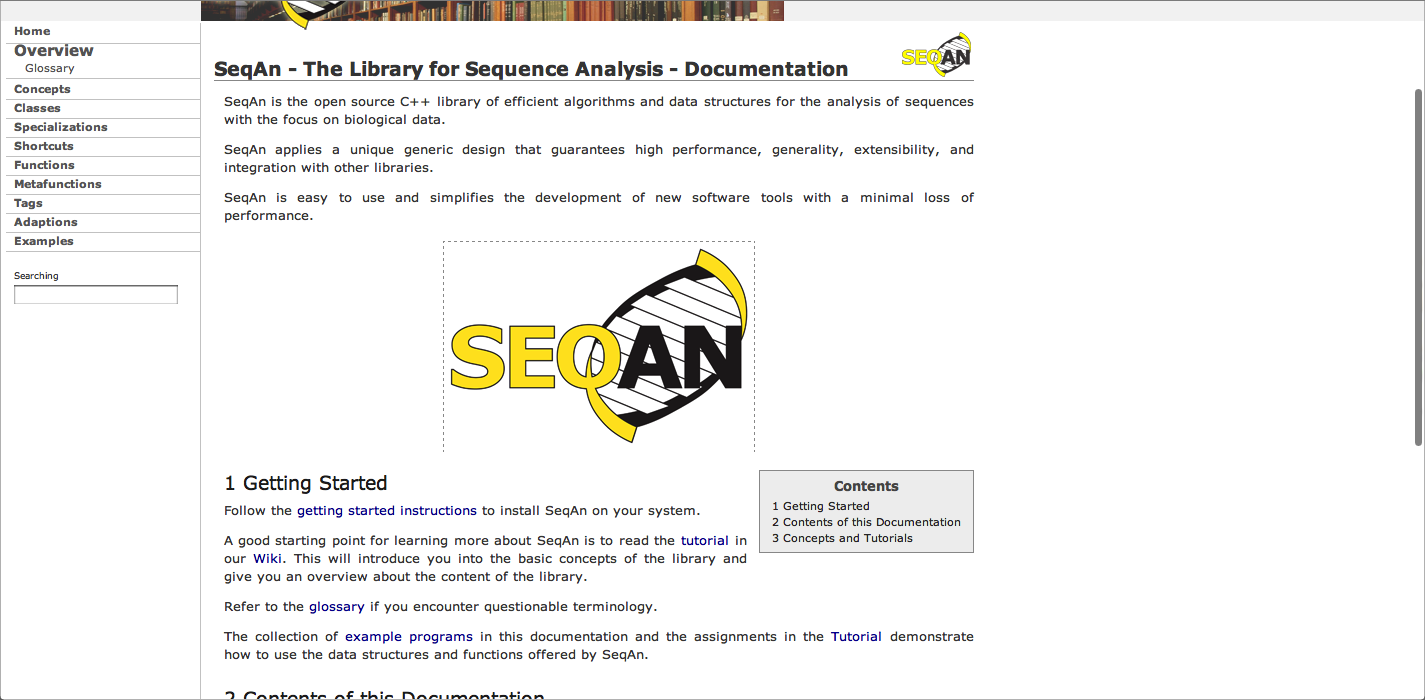 Home
Overview
Glossary
Concepts
Classes
Specializations
Shortcuts
Functions
Metafunctions
Tags
Adaptions
Examples
Searching
SEQAN
SeqAn - The Library for Sequence Analysis - Documentation
SeqAn is the open source C++ library of efficient algorithms and data structures for the analysis of sequences
with the focus on biological data.
SeqAn applies a unique generic design that guarantees high performance, generality, extensibility, and
integration with other libraries.
SeqAn is easy to use and simplifies the development of new software tools with a minimal loss of
performance.
SEQAN
1 Getting Started
Follow the getting started instructions to install SeqAn on your system.
A good starting point for learning more about SeqAn is to read the tutorial in
our Wiki. This will introduce you into the basic concepts of the library and
give you an overview about the content of the library.
Refer to the glossary if you encounter questionable terminology.
The collection of example programs in this documentation and the assignments in the Tutorial demonstrate
how to use the data structures and functions offered by SeqAn.
Contents
1 Getting Started
2 Contents of this Documentation
3 Concepts and Tutorials
2 Contents of this Documentation